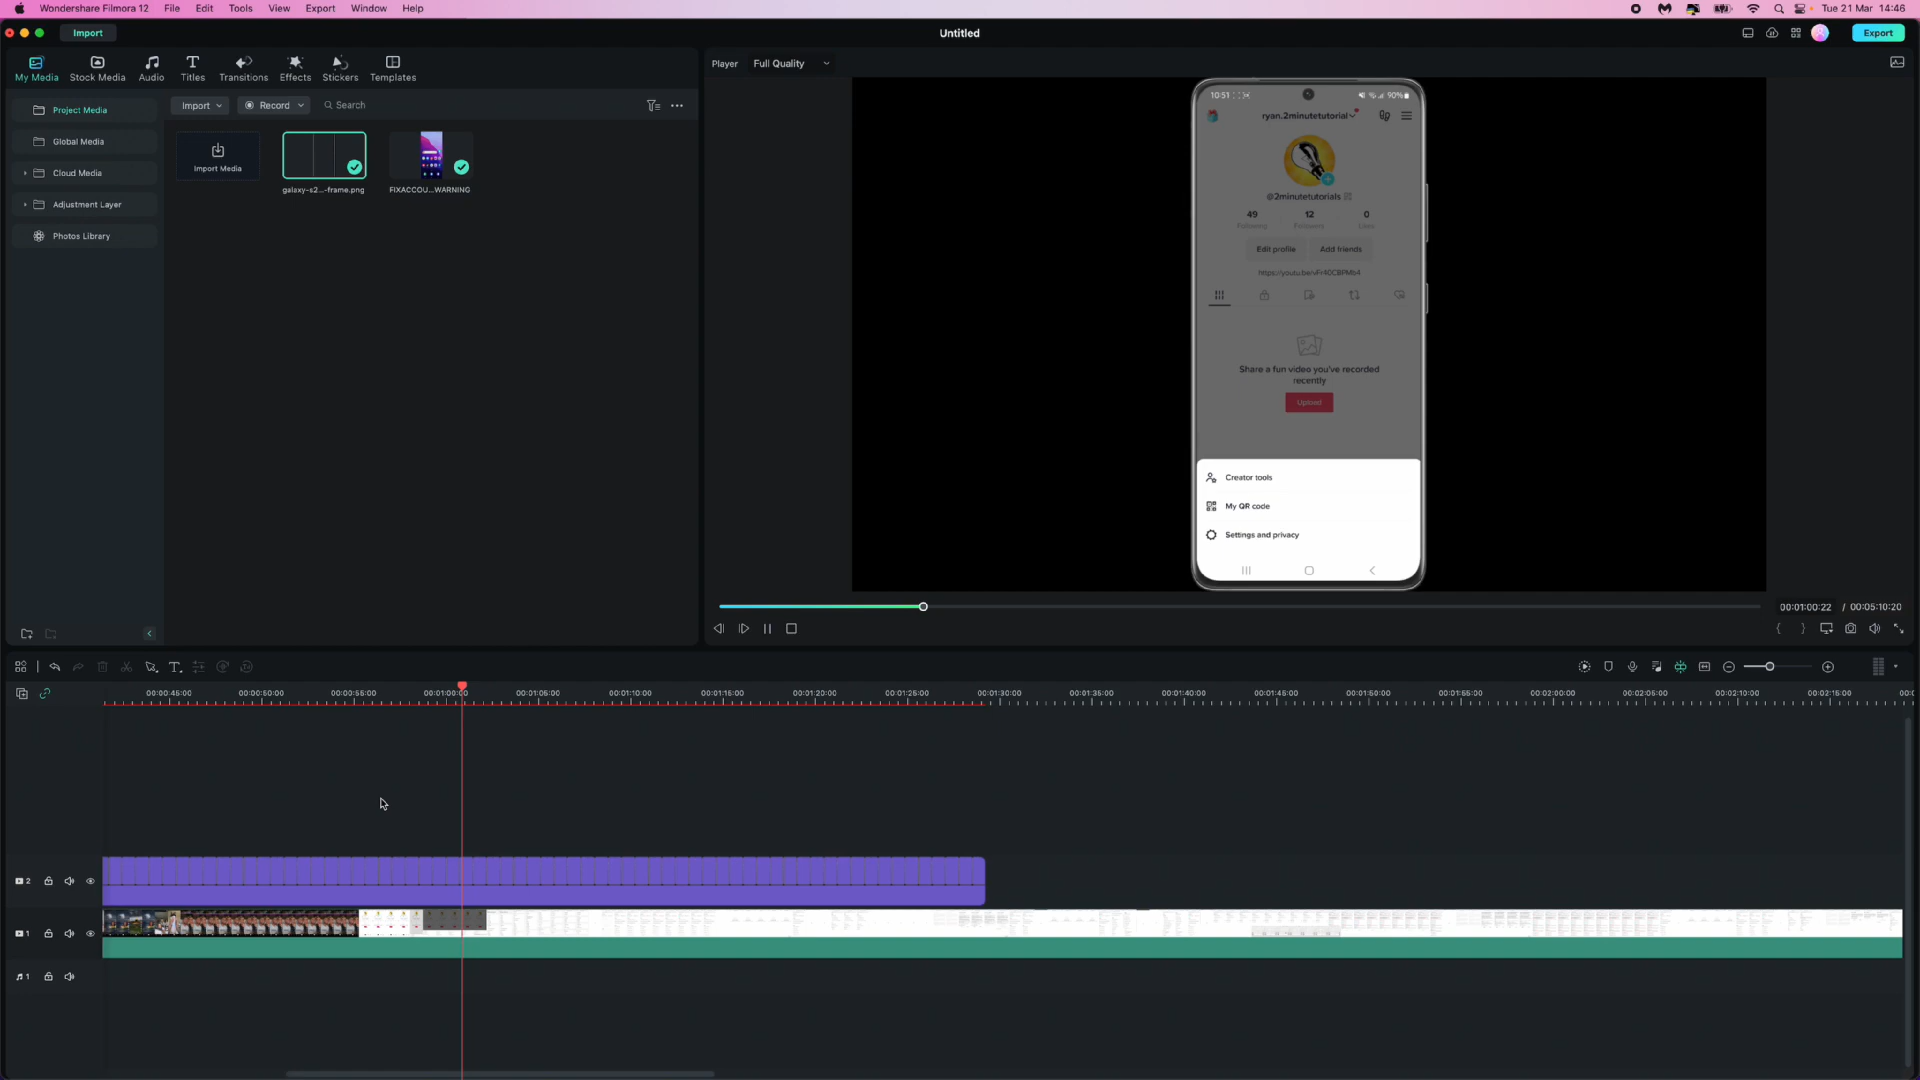 Wondershare Filmora 12 File Edit Tools View Export Window Help
Tue 21 Mar 14:46
Import
Untitled
Export
My Media Stock Media Audio Titles Transitions Effects Stickers Templates
Player Full Quality
Project Media
Global Media
Cloud Media
Adjustment Layer
Photos Library
Import Record Search
Import Media
galaxy-s2...-frame.png
FIXACCOU...WARNING
10:51
90%
ryan.2minutetutorial
@2minutetutorials
49 12 0
Following Followers Likes
Edit profile Add friends
Share a fun video you've recorded
recently
Upload
Creator tools
My QR code
Settings and privacy
00:01:00:22 / 00:05:10:20
00:00:45:00 00:00:50:00 00:00:55:00 00:01:00:00 00:01:05:00 00:01:10:00 00:01:15:00 00:01:20:00 00:01:25:00 00:01:30:00 00:01:35:00 00:01:40:00 00:01:45:00 00:01:50:00 00:01:55:00 00:02:00:00 00:02:05:00 00:02:10:00 00:02:15:00
2
1
1